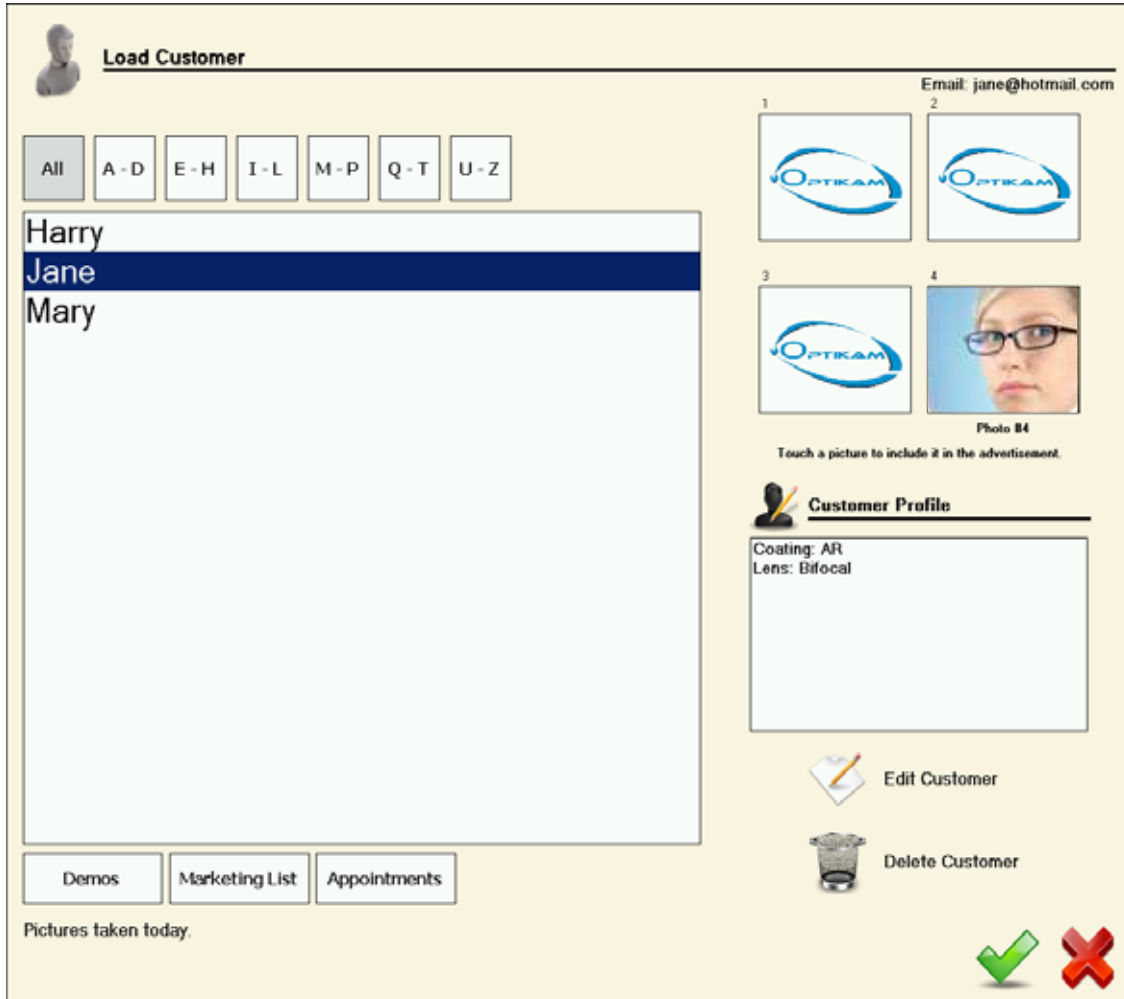 Load Customer
Email: jane@hotmail.com
All
A - D
E - H
I - L
M - P
Q - T
U - Z
Harry
Jane
Mary
1
2
OPTIKAM
OPTIKAM
3
4
OPTIKAM
Photo #4
Touch a picture to include it in the advertisement.
Customer Profile
Coating: AR
Lens: Bifocal
Edit Customer
Delete Customer
Demos
Marketing List
Appointments
Pictures taken today.